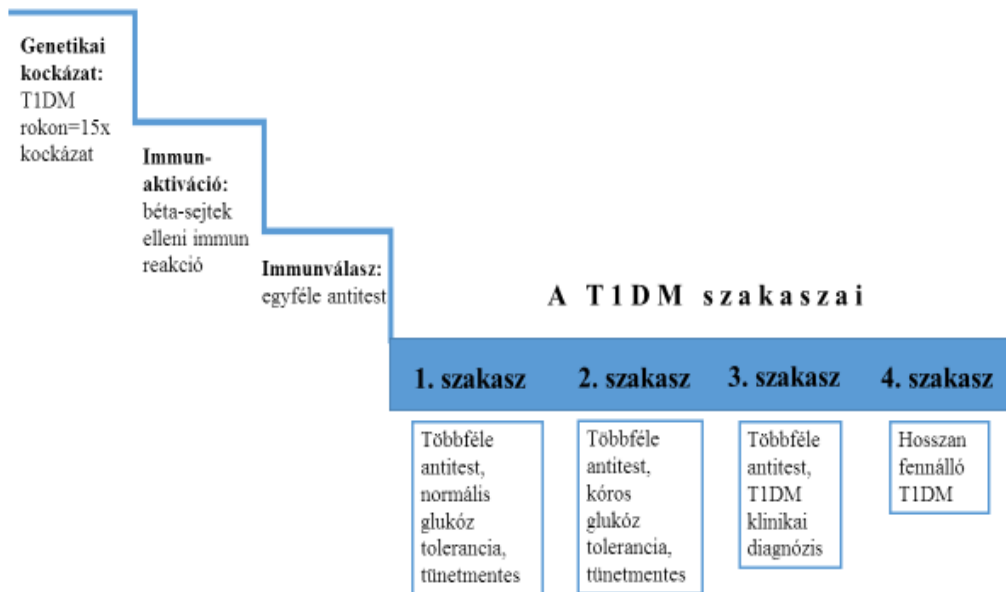 Genetikai
kockázat:
T1DM
rokon=15x
kockázat
Immun-
aktiváció:
béta-sejtek
elleni immun
reakció
Immunválasz:
egyféle antitest
A T1DM szakaszai
1. szakasz
2. szakasz
3. szakasz
4. szakasz
Többféle
antitest,
normális
glukóz
tolerancia,
tünetmentes
Többféle
antitest,
kóros
glukóz
tolerancia,
tünetmentes
Többféle
antitest,
T1DM
klinikai
diagnózis
Hosszan
fennálló
T1DM